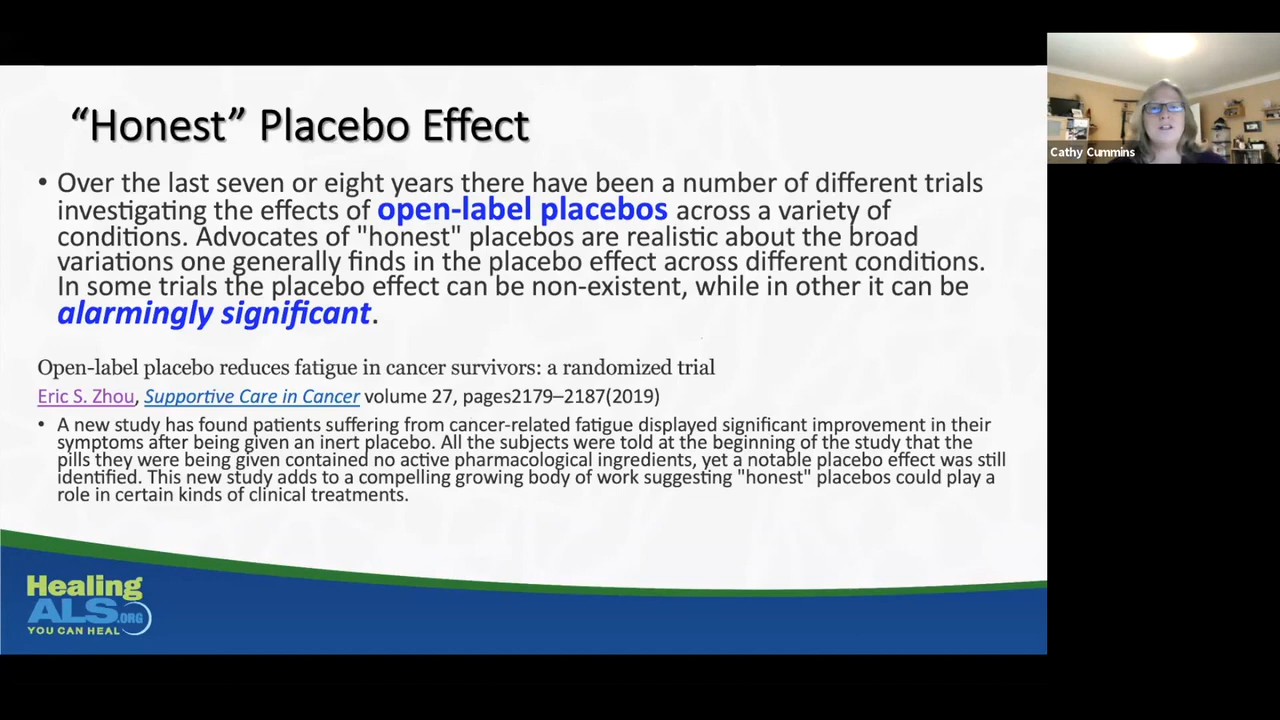 “Honest” Placebo Effect
• Over the last seven or eight years there have been a number of different trials
investigating the effects of open-label placebos across a variety of
conditions. Advocates of "honest" placebos are realistic about the broad
variations one generally finds in the placebo effect across different conditions.
In some trials the placebo effect can be non-existent, while in other it can be
alarmingly significant.
Open-label placebo reduces fatigue in cancer survivors: a randomized trial
Eric S. Zhou, Supportive Care in Cancer volume 27, pages2179–2187(2019)
• A new study has found patients suffering from cancer-related fatigue displayed significant improvement in their
symptoms after being given an inert placebo. All the subjects were told at the beginning of the study that the
pills they were being given contained no active pharmacological ingredients, yet a notable placebo effect was still
identified. This new study adds to a compelling growing body of work suggesting "honest" placebos could play a
role in certain kinds of clinical treatments.
Healing
ALS.ORG
YOU CAN HEAL
Cathy Cummins